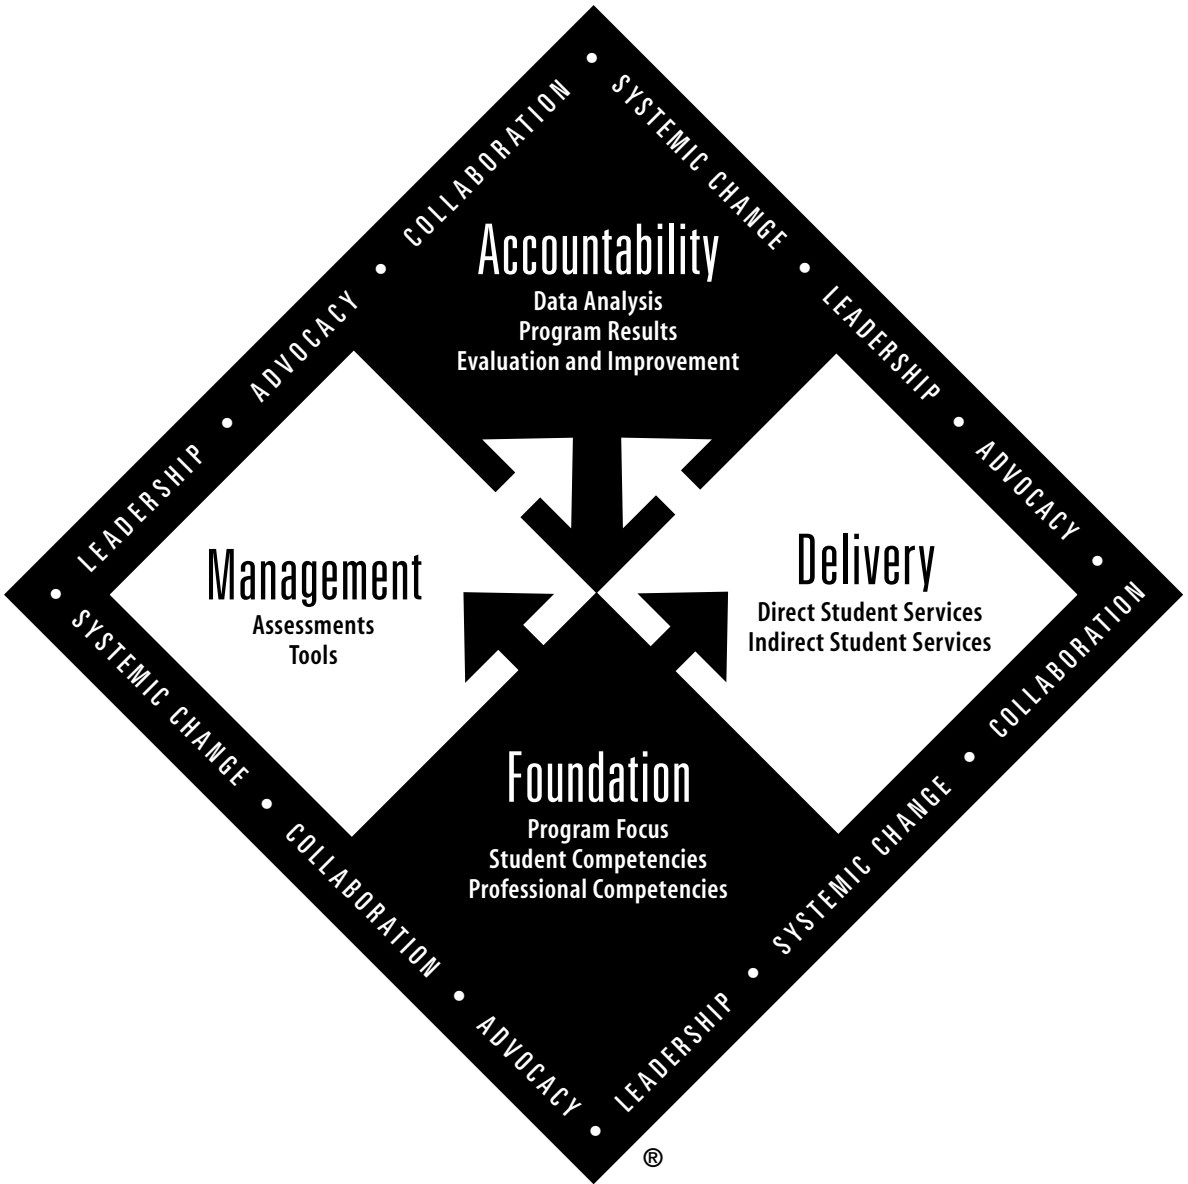 COLLABORATION
SYSTEMIC CHANGE
ADVOCACY
LEADERSHIP
LEADERSHIP
ADVOCACY
Accountability
Data Analysis
Program Results
Evaluation and Improvement
Management
Assessments
Tools
Delivery
Direct Student Services
Indirect Student Services
Foundation
Program Focus
Student Competencies
Professional Competencies
SYSTEMIC CHANGE
COLLABORATION
ADVOCACY
LEADERSHIP
SYSTEMIC CHANGE
COLLABORATION
®